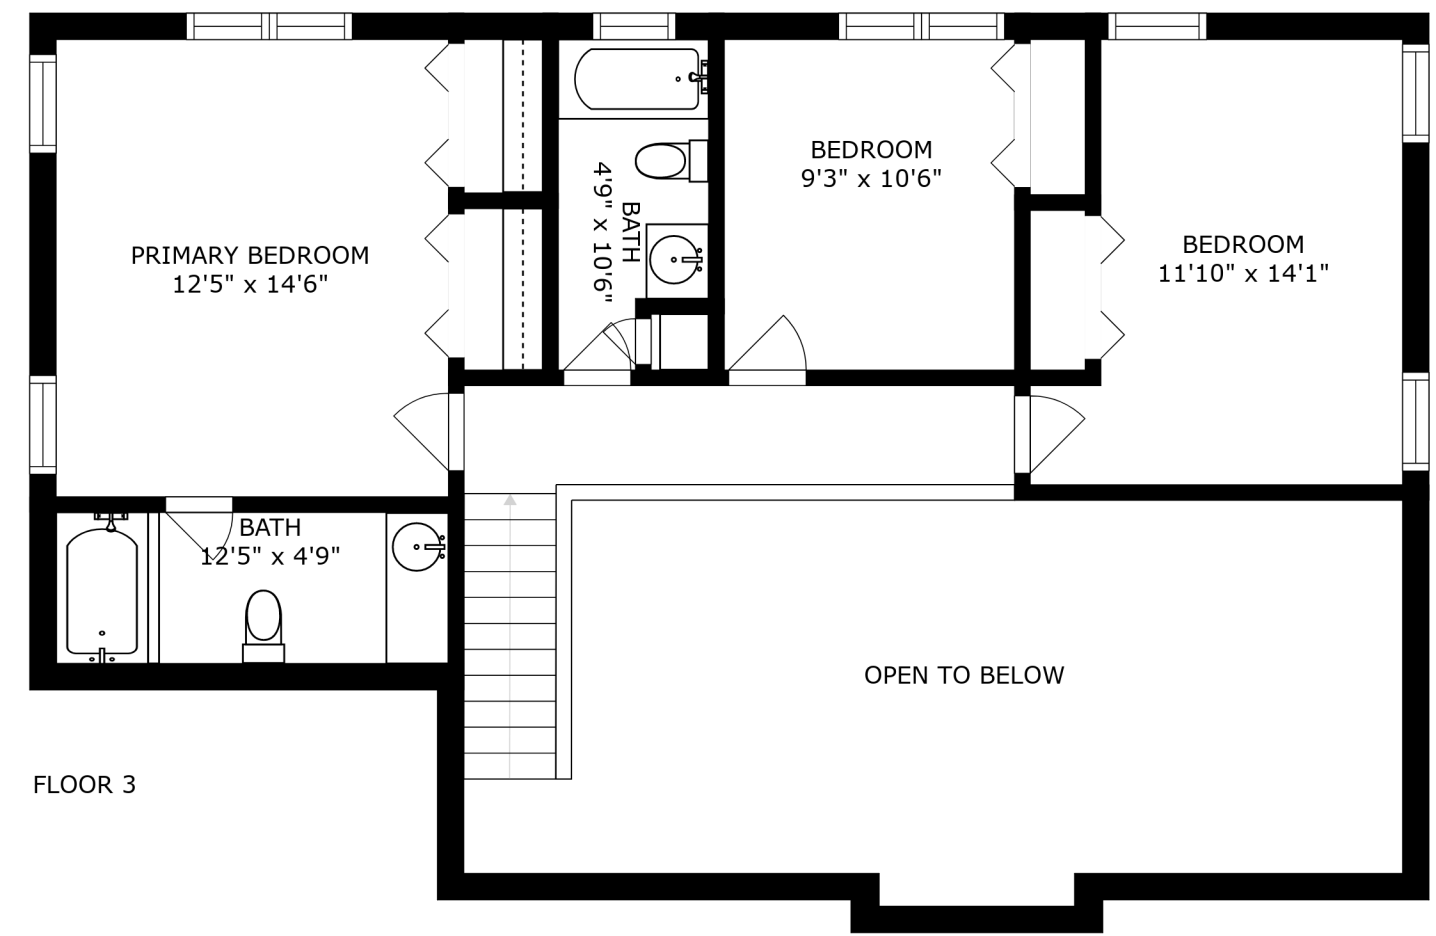 PRIMARY BEDROOM
12'5" x 14'6"
BATH
4'9" x 10'6"
BEDROOM
9'3" x 10'6"
BEDROOM
11'10" x 14'1"
BATH
12'5" x 4'9"
OPEN TO BELOW
FLOOR 3